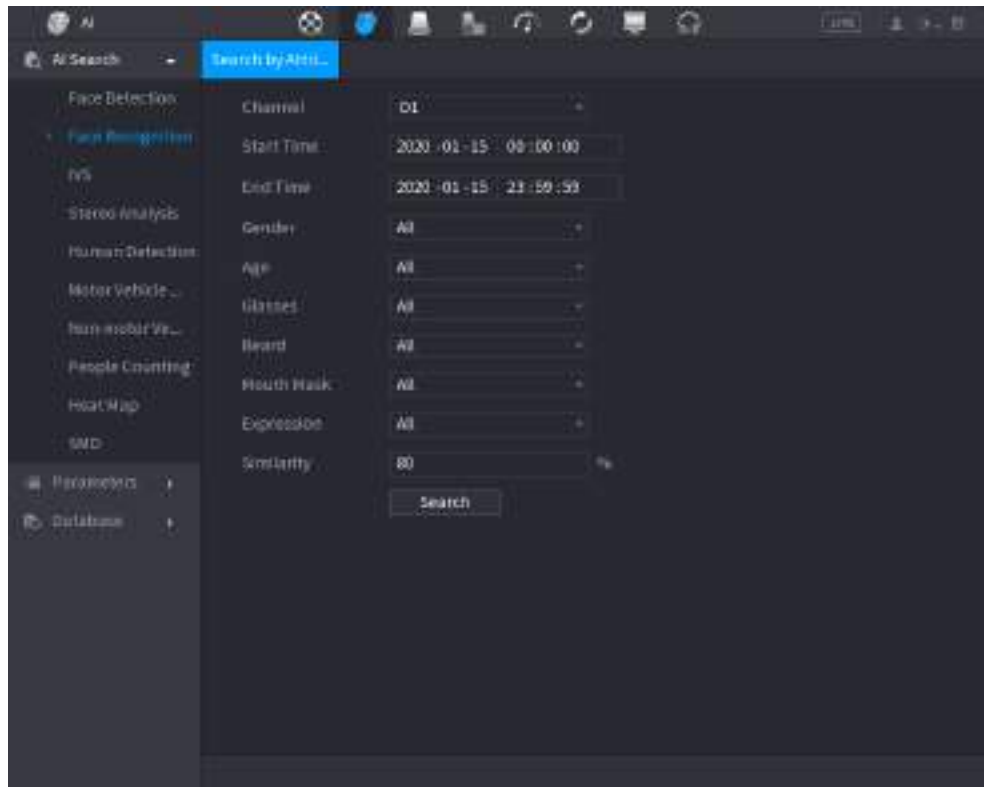 AI
LIVE
AI Search
Search by Attri...
Face Detection
Face Recognition
IVS
Stereo Analysis
Human Detection
Motor Vehicle ...
Non-motor Ve...
People Counting
Heat Map
SMD
Parameters
Database
Channel D1
Start Time 2020 -01 -15 00 :00 :00
End Time 2020 -01 -15 23 :59 :59
Gender All
Age All
Glasses All
Beard All
Mouth Mask All
Expression All
Similarity 80 %
Search